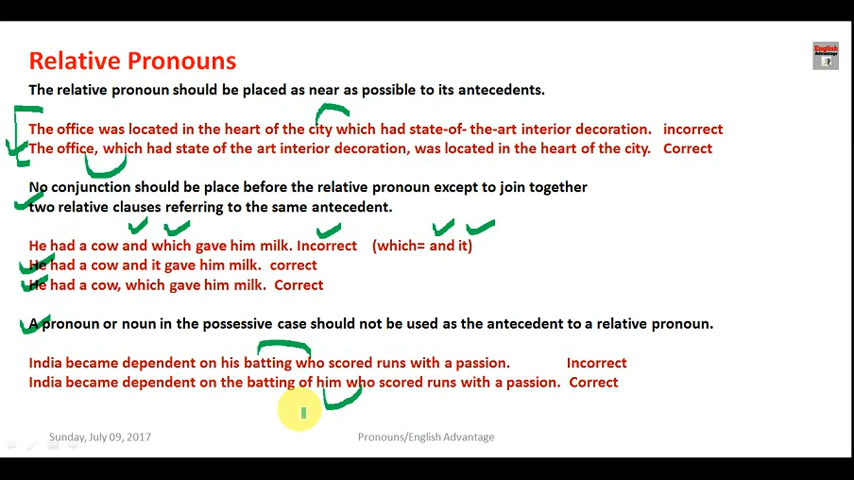 Relative Pronouns
English
Advantage
The relative pronoun should be placed as near as possible to its antecedents.
The office was located in the heart of the city which had state-of- the-art interior decoration. incorrect
The office, which had state of the art interior decoration, was located in the heart of the city. Correct
No conjunction should be place before the relative pronoun except to join together
two relative clauses referring to the same antecedent.
He had a cow and which gave him milk. Incorrect (which= and it)
He had a cow and it gave him milk. correct
He had a cow, which gave him milk. Correct
A pronoun or noun in the possessive case should not be used as the antecedent to a relative pronoun.
India became dependent on his batting who scored runs with a passion. Incorrect
India became dependent on the batting of him who scored runs with a passion. Correct
Sunday, July 09, 2017 Pronouns/English Advantage